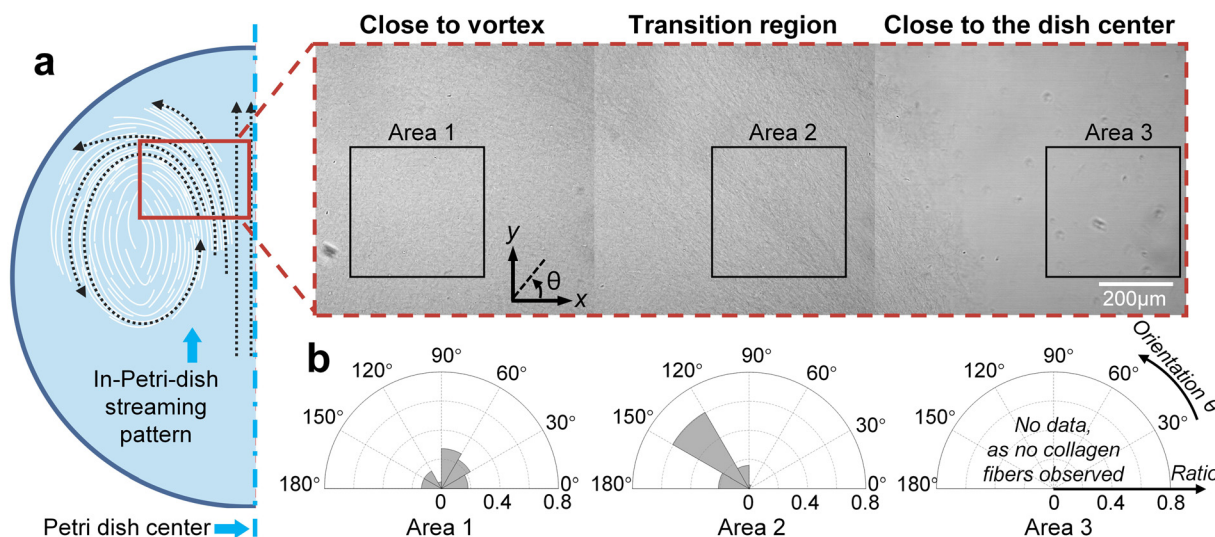 a
Close to vortex
Transition region
Close to the dish center
Area 1
Area 2
Area 3
y
θ
x
200μm
In-Petri-dish
streaming
pattern
Petri dish center
b
90°
120°
60°
150°
30°
180°
0°
0 0.4 0.8
Area 1
90°
120°
60°
150°
30°
180°
0°
0 0.4 0.8
Area 2
90°
120°
60°
150°
30°
180°
0°
Orientation θ
No data,
as no collagen
fibers observed
Ratio
0 0.4 0.8
Area 3